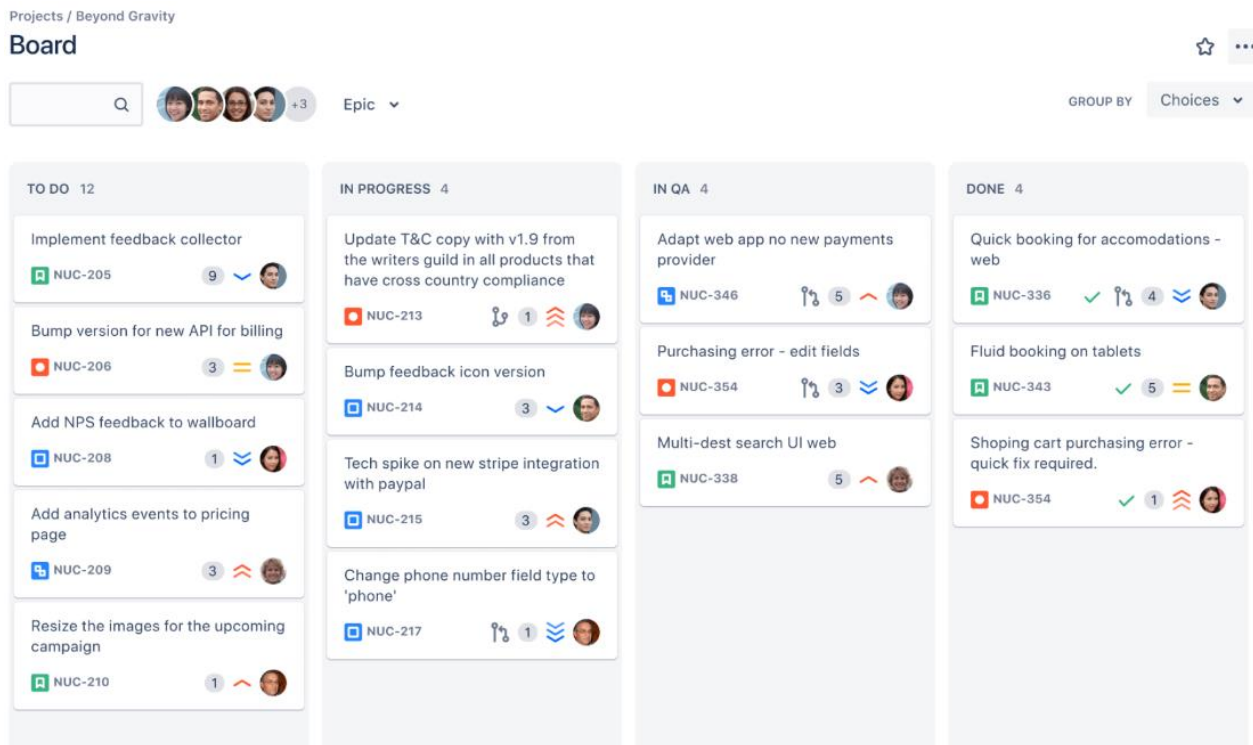 Projects / Beyond Gravity
Board
+3
Epic
GROUP BY
Choices
TO DO 12
Implement feedback collector
NUC-205
9
Bump version for new API for billing
NUC-206
3
Add NPS feedback to wallboard
NUC-208
1
Add analytics events to pricing
page
NUC-209
3
Resize the images for the upcoming
campaign
NUC-210
1
IN PROGRESS 4
Update T&C copy with v1.9 from
the writers guild in all products that
have cross country compliance
NUC-213
1
Bump feedback icon version
NUC-214
3
Tech spike on new stripe integration
with paypal
NUC-215
3
Change phone number field type to
'phone'
NUC-217
1
IN QA 4
Adapt web app no new payments
provider
NUC-346
5
Purchasing error - edit fields
NUC-354
3
Multi-dest search UI web
NUC-338
5
DONE 4
Quick booking for accomodations -
web
NUC-336
4
Fluid booking on tablets
NUC-343
5
Shoping cart purchasing error -
quick fix required.
NUC-354
1